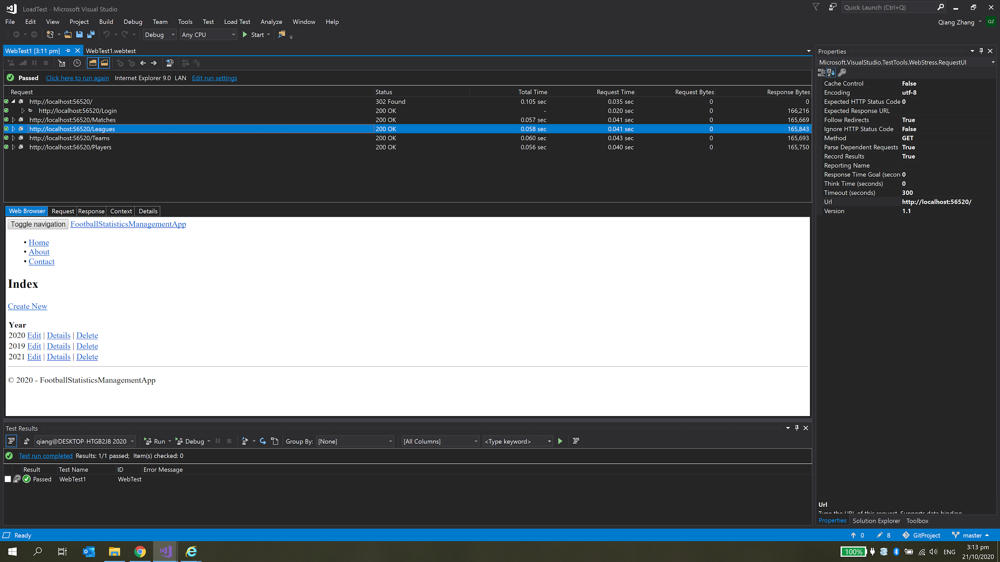 LoadTest - Microsoft Visual Studio
Quick Launch (Ctrl+Q)
File Edit View Project Build Debug Team Tools Test Load Test Analyze Window Help
Qiang Zhang QZ
Debug Any CPU Start
WebTest1 [3:11 pm] WebTest1.webtest
Passed Click here to run again Internet Explorer 9.0 LAN Edit run settings
Request Status Total Time Request Time Request Bytes Response Bytes
http://localhost:56520/ 302 Found 0.105 sec 0.035 sec 0 0
http://localhost:56520/Login 200 OK - 0.020 sec 0 166,216
http://localhost:56520/Matches 200 OK 0.057 sec 0.041 sec 0 165,669
http://localhost:56520/Leagues 200 OK 0.058 sec 0.041 sec 0 165,843
http://localhost:56520/Teams 200 OK 0.060 sec 0.043 sec 0 165,693
http://localhost:56520/Players 200 OK 0.056 sec 0.040 sec 0 165,750
Web Browser Request Response Context Details
Toggle navigation FootballStatisticsManagementApp
• Home
• About
• Contact
Index
Create New
Year
2020 Edit | Details | Delete
2019 Edit | Details | Delete
2021 Edit | Details | Delete
© 2020 - FootballStatisticsManagementApp
Test Results
qiang@DESKTOP-HTGB2J8 2020- Run Debug Group By: [None] [All Columns] <Type keyword>
Test run completed Results: 1/1 passed; Item(s) checked: 0
Result Test Name ID Error Message
Passed WebTest1 WebTest
Properties
Microsoft.VisualStudio.TestTools.WebStress.RequestUI
Cache Control False
Encoding utf-8
Expected HTTP Status Code 0
Expected Response URL
Follow Redirects True
Ignore HTTP Status Code False
Method GET
Parse Dependent Requests True
Record Results True
Reporting Name
Response Time Goal (secon 0
Think Time (seconds) 0
Timeout (seconds) 300
Url http://localhost:56520/
Version 1.1
Url
Type the URL of this request. Supports data binding.
Properties Solution Explorer Toolbox
Ready 0 8 GitProject master
100% ENG 3:13 pm
21/10/2020